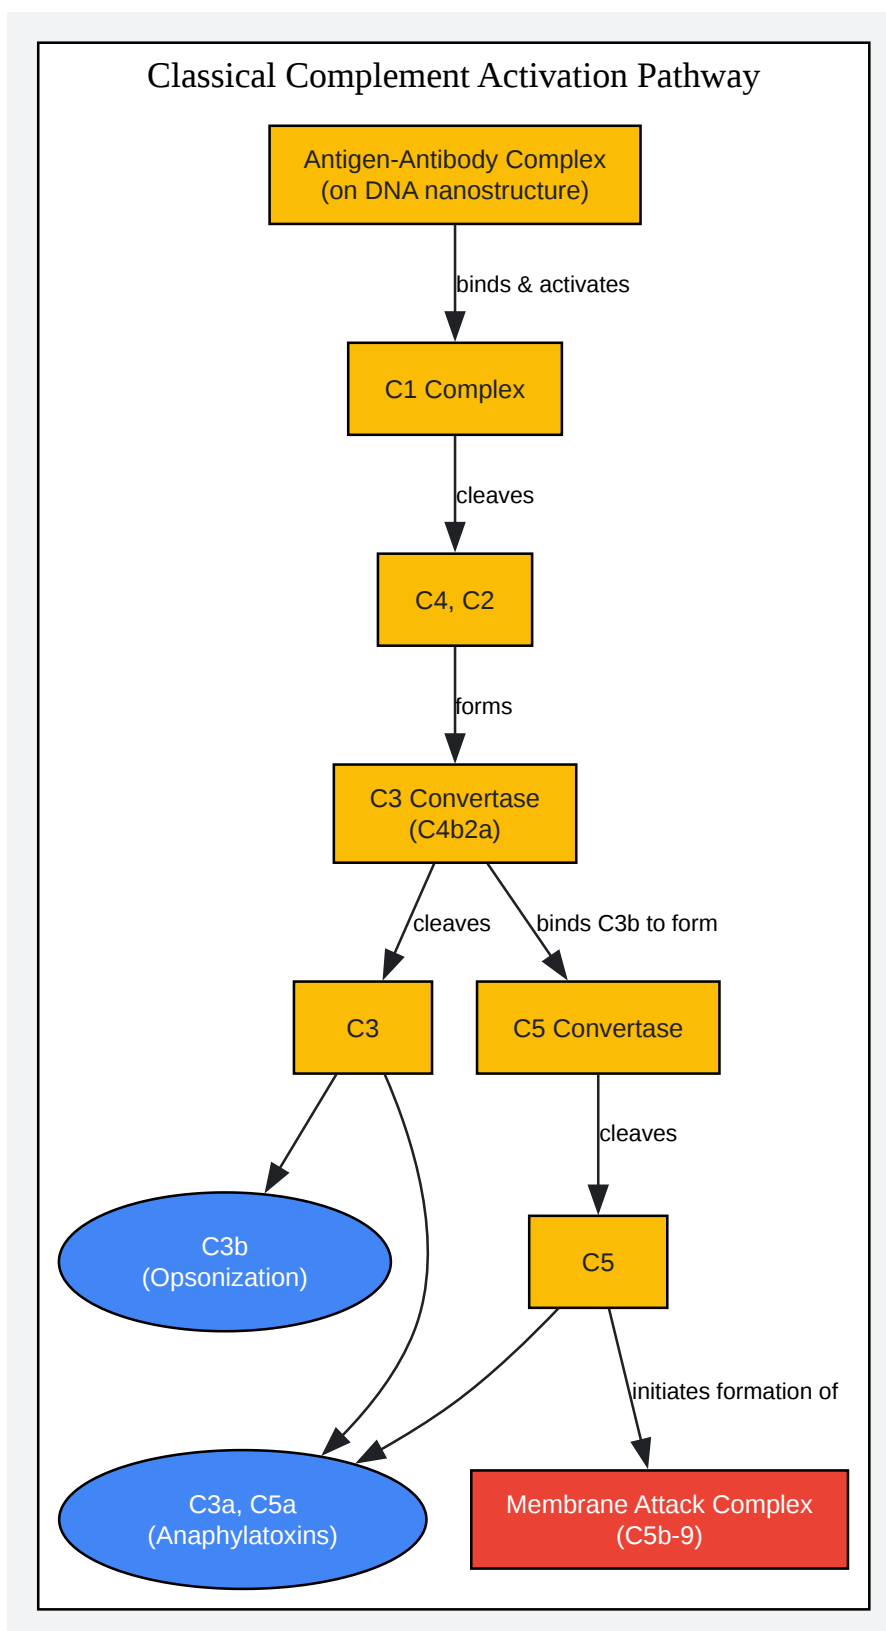 Classical Complement Activation Pathway
Antigen-Antibody Complex
(on DNA nanostructure)
binds & activates
C1 Complex
cleaves
C4, C2
forms
C3 Convertase
(C4b2a)
cleaves
binds C3b to form
C3
C5 Convertase
cleaves
C3b
(Opsonization)
C5
initiates formation of
C3a, C5a
(Anaphylatoxins)
Membrane Attack Complex
(C5b-9)